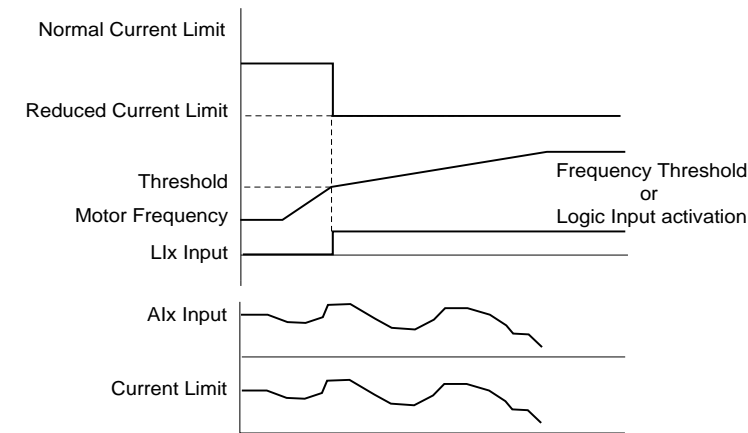 Normal Current Limit
Reduced Current Limit
Threshold
Motor Frequency
LIx Input
Frequency Threshold
or
Logic Input activation
AIx Input
Current Limit